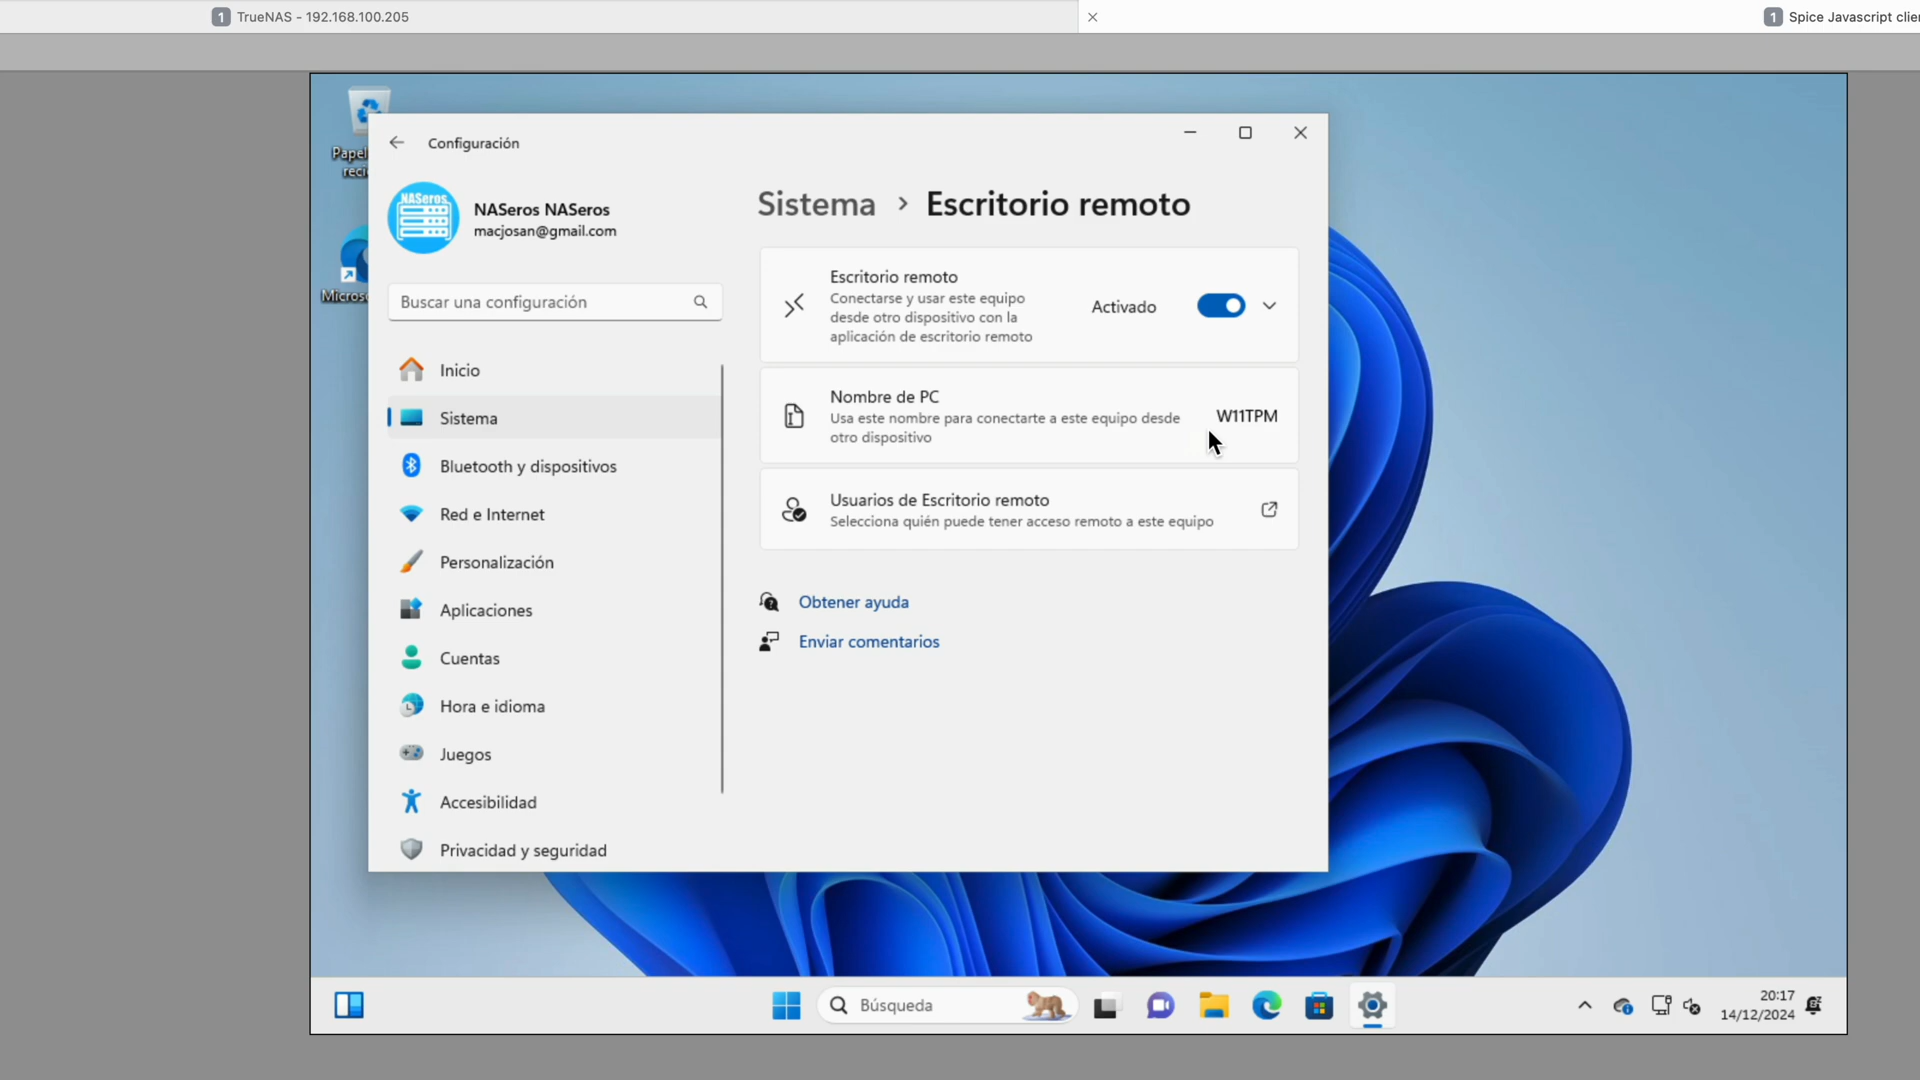 1 TrueNAS - 192.168.100.205
1 Spice Javascript clie
Configuración
NASeros
NASeros NASeros
macjosan@gmail.com
Buscar una configuración
Inicio
Sistema
Bluetooth y dispositivos
Red e Internet
Personalización
Aplicaciones
Cuentas
Hora e idioma
Juegos
Accesibilidad
Privacidad y seguridad
Sistema > Escritorio remoto
Escritorio remoto
Conectarse y usar este equipo
desde otro dispositivo con la
aplicación de escritorio remoto
Activado
Nombre de PC
Usa este nombre para conectarte a este equipo desde
otro dispositivo
W11TPM
Usuarios de Escritorio remoto
Selecciona quién puede tener acceso remoto a este equipo
Obtener ayuda
Enviar comentarios
Búsqueda
20:17
14/12/2024